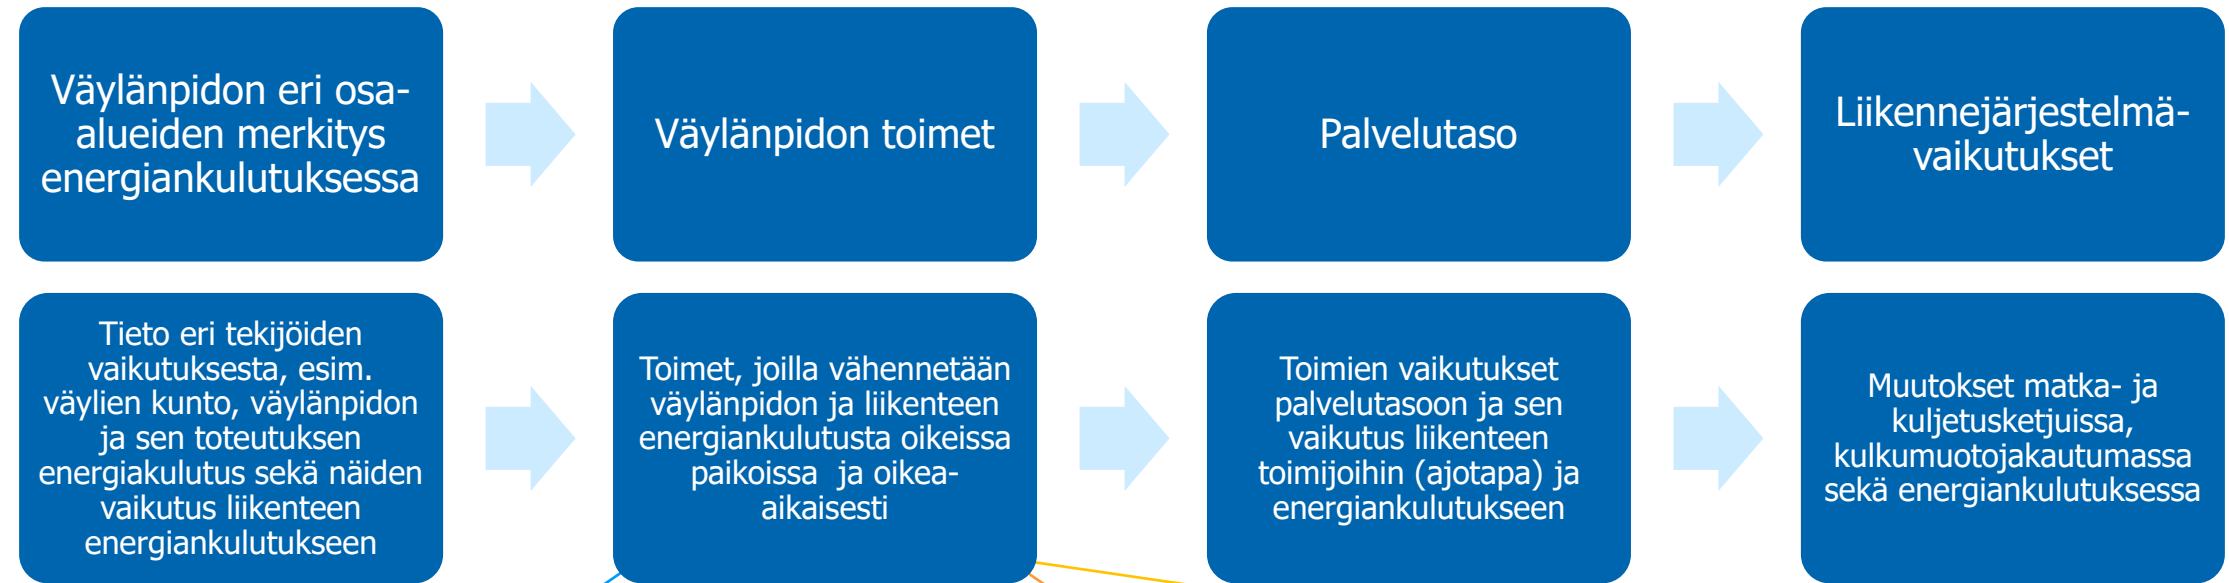 Väylänpidon eri osa-
alueiden merkitys
energiankulutuksessa
Väylänpidon toimet
Palvelutaso
Liikennejärjestelmä-
vaikutukset
Tieto eri tekijöiden
vaikutuksesta, esim.
väylien kunto, väylänpidon
ja sen toteutuksen
energiakulutus sekä näiden
vaikutus liikenteen
energiankulutukseen
Toimet, joilla vähennetään
väylänpidon ja liikenteen
energiankulutusta oikeissa
paikoissa  ja oikea-
aikaisesti
Toimien vaikutukset
palvelutasoon ja sen
vaikutus liikenteen
toimijoihin (ajotapa) ja
energiankulutukseen
Muutokset matka- ja
kuljetusketjuissa,
kulkumuotojakautumassa
sekä energiankulutuksessa